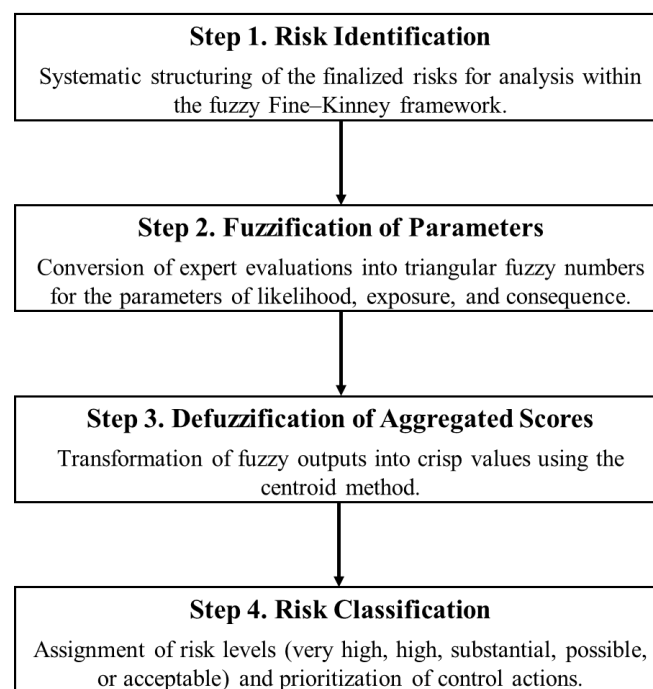 Step 1. Risk Identification
Systematic structuring of the finalized risks for analysis within
the fuzzy Fine–Kinney framework.
Step 2. Fuzzification of Parameters
Conversion of expert evaluations into triangular fuzzy numbers
for the parameters of likelihood, exposure, and consequence.
Step 3. Defuzzification of Aggregated Scores
Transformation of fuzzy outputs into crisp values using the
centroid method.
Step 4. Risk Classification
Assignment of risk levels (very high, high, substantial, possible,
or acceptable) and prioritization of control actions.